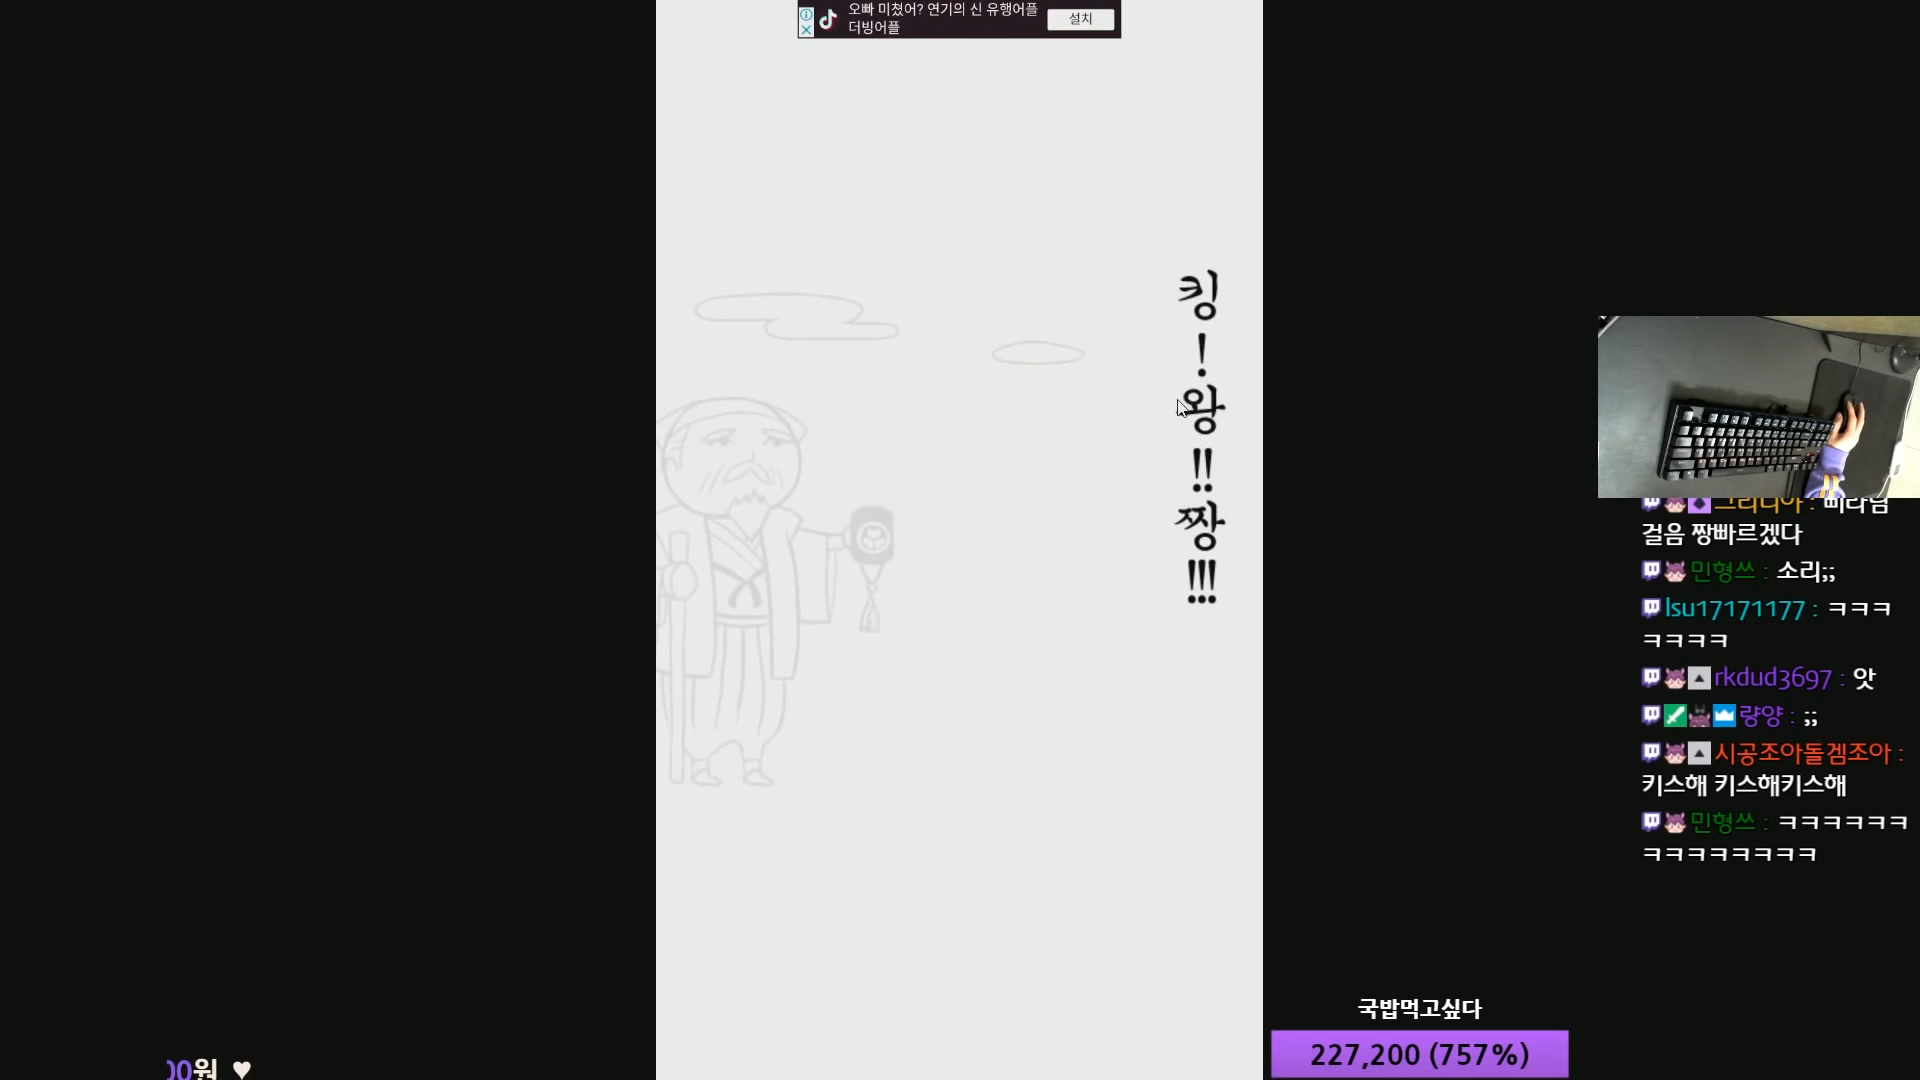 오빠 미쳤어? 연기의 신 유행어플
더빙어플
설치
킹!왕!!짱!!!
걸음 짱빠르겠다
민형쓰 : 소리;;
lsu17171177 : ㅋㅋㅋ
ㅋㅋㅋㅋ
rkdud3697 : 앗
량양 : ;;
시공조아돌겜조아 :
키스해 키스해키스해
민형쓰 : ㅋㅋㅋㅋㅋㅋ
ㅋㅋㅋㅋㅋㅋㅋㅋ
국밥먹고싶다
227,200 (757%)
00원 ♥